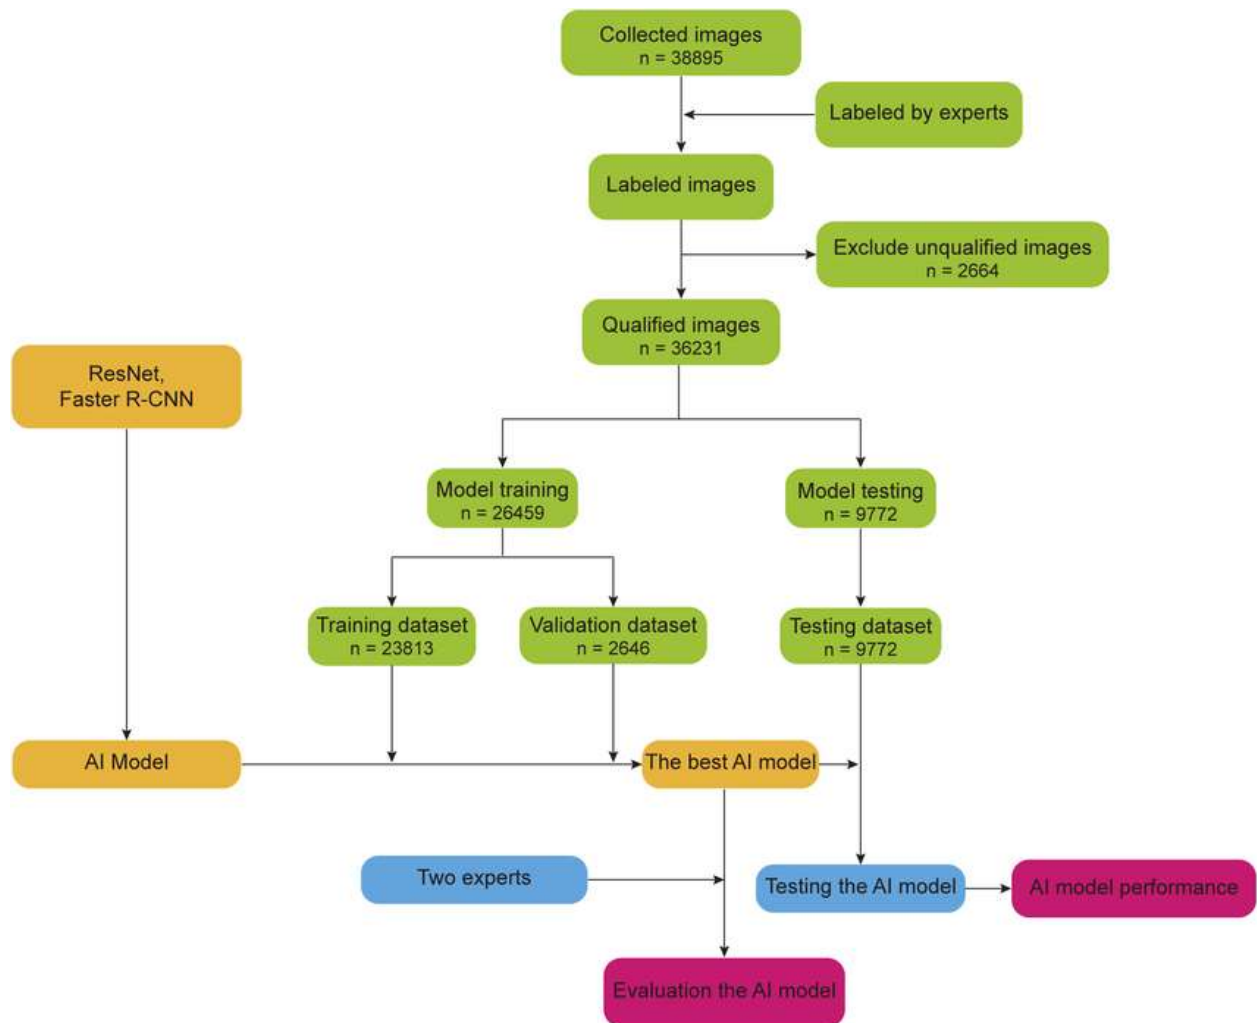 Collected images
n = 38895
Labeled by experts
Labeled images
Exclude unqualified images
n = 2664
Qualified images
n = 36231
ResNet,
Faster R-CNN
Model training
n = 26459
Model testing
n = 9772
Training dataset
n = 23813
Validation dataset
n = 2646
Testing dataset
n = 9772
AI Model
The best AI model
Two experts
Testing the AI model
AI model performance
Evaluation the AI model